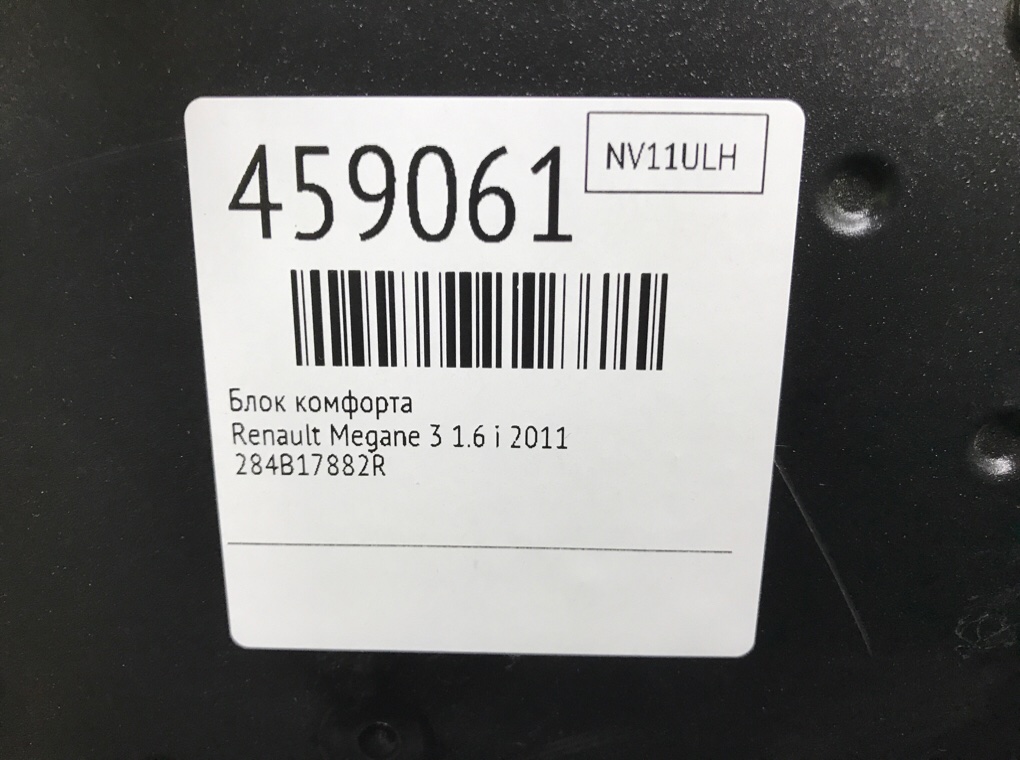 459061
NV11ULH
Блок комфорта
Renault Megane 3 1.6 i 2011
284B17882R